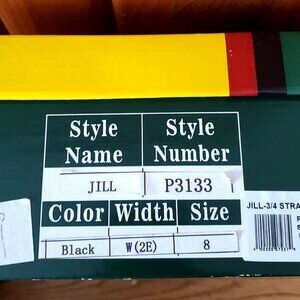 Style Style
Name Number
JILL P3133
Color Width Size
Black W(2E) 8
JILL-3/4 STRA